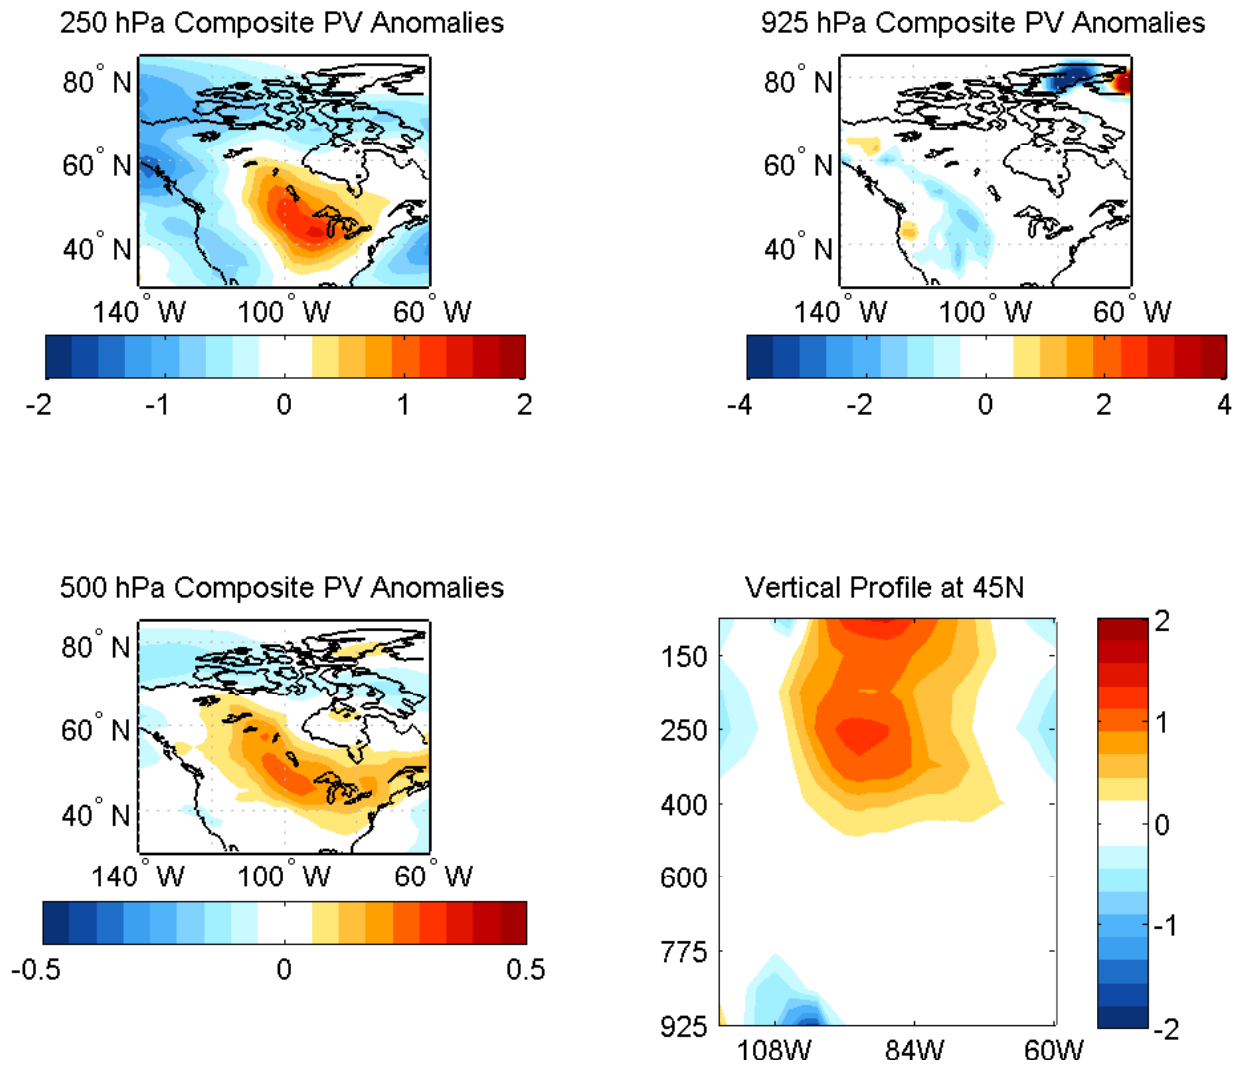 250 hPa Composite PV Anomalies
80° N
60° N
40° N
140° W 100° W 60° W
-2 -1 0 1 2
925 hPa Composite PV Anomalies
80° N
60° N
40° N
140° W 100° W 60° W
-4 -2 0 2 4
500 hPa Composite PV Anomalies
80° N
60° N
40° N
140° W 100° W 60° W
-0.5 0 0.5
Vertical Profile at 45N
150
250
400
600
775
925
108W 84W 60W
2
1
0
-1
-2